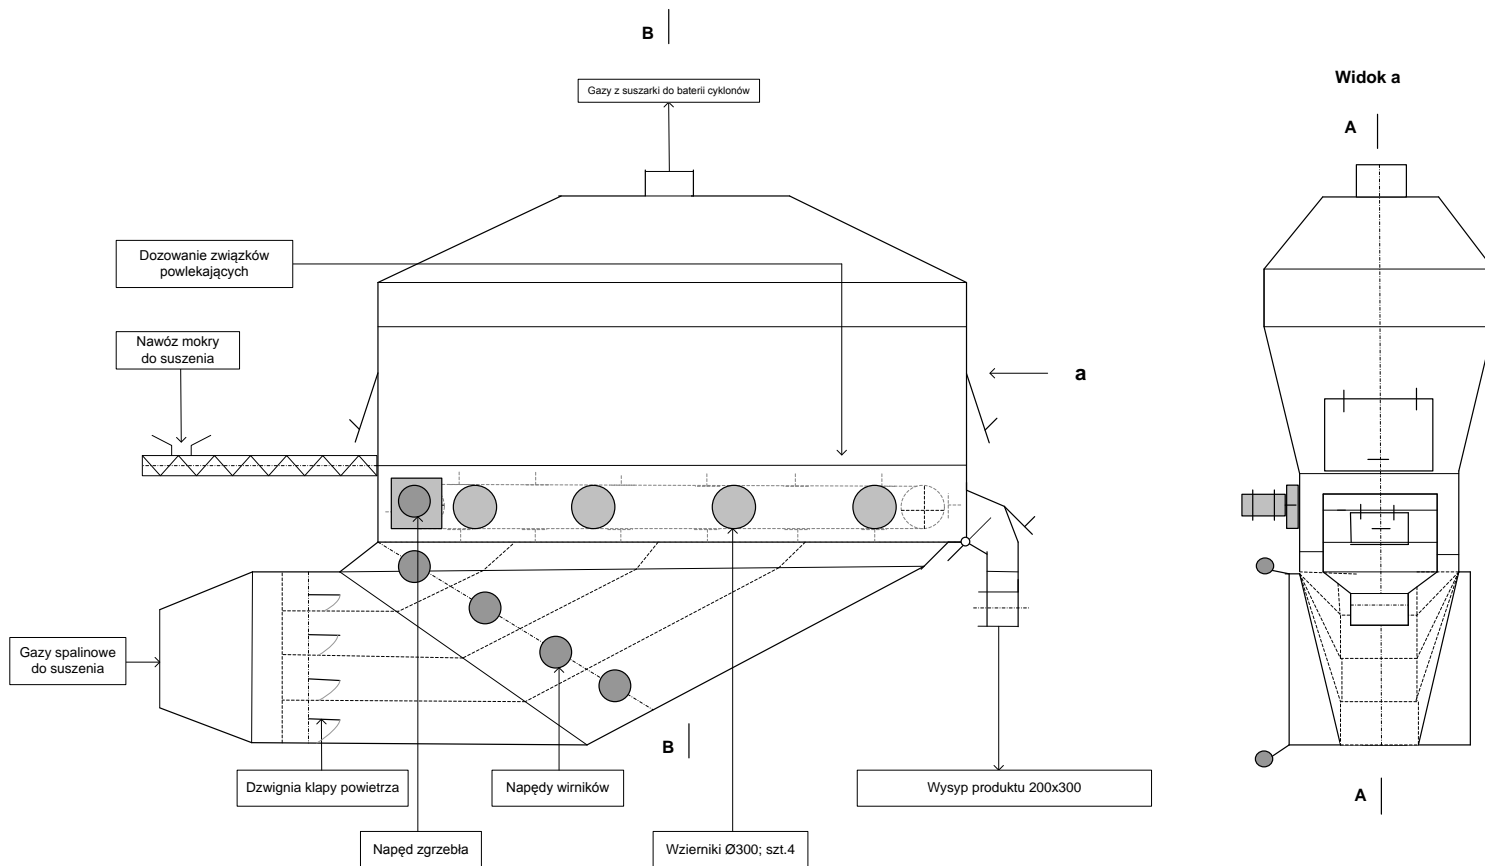 B
Gazy z suszarki do baterii cyklonów
Widok a
A
Dozowanie związków
powlekających
Nawóz mokry
do suszenia
a
Gazy spalinowe
do suszenia
B
Dzwignia klapy powietrza
Napędy wirników
Wysyp produktu 200x300
A
Napęd zgrzebła
Wzierniki Ø300; szt.4